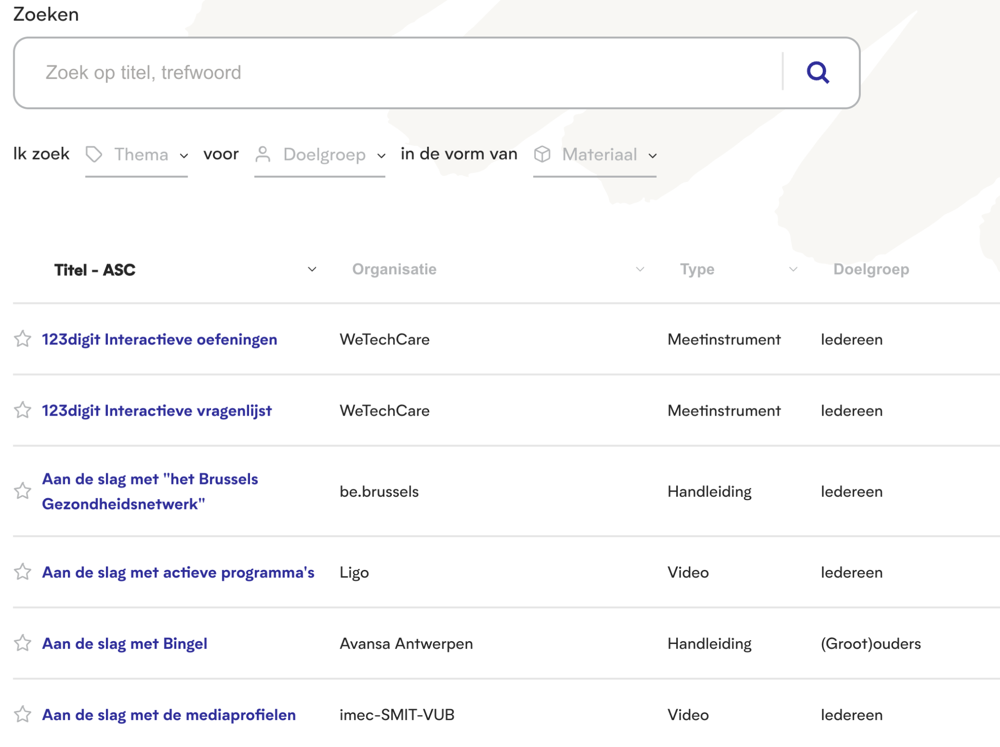 Zoeken
Zoek op titel, trefwoord
Ik zoek Thema voor Doelgroep in de vorm van Materiaal
Titel - ASC Organisatie Type Doelgroep
123digit Interactieve oefeningen WeTechCare Meetinstrument Iedereen
123digit Interactieve vragenlijst WeTechCare Meetinstrument Iedereen
Aan de slag met "het Brussels
Gezondheidsnetwerk" be.brussels Handleiding Iedereen
Aan de slag met actieve programma's Ligo Video Iedereen
Aan de slag met Bingel Avansa Antwerpen Handleiding (Groot)ouders
Aan de slag met de mediaprofielen imec-SMIT-VUB Video Iedereen